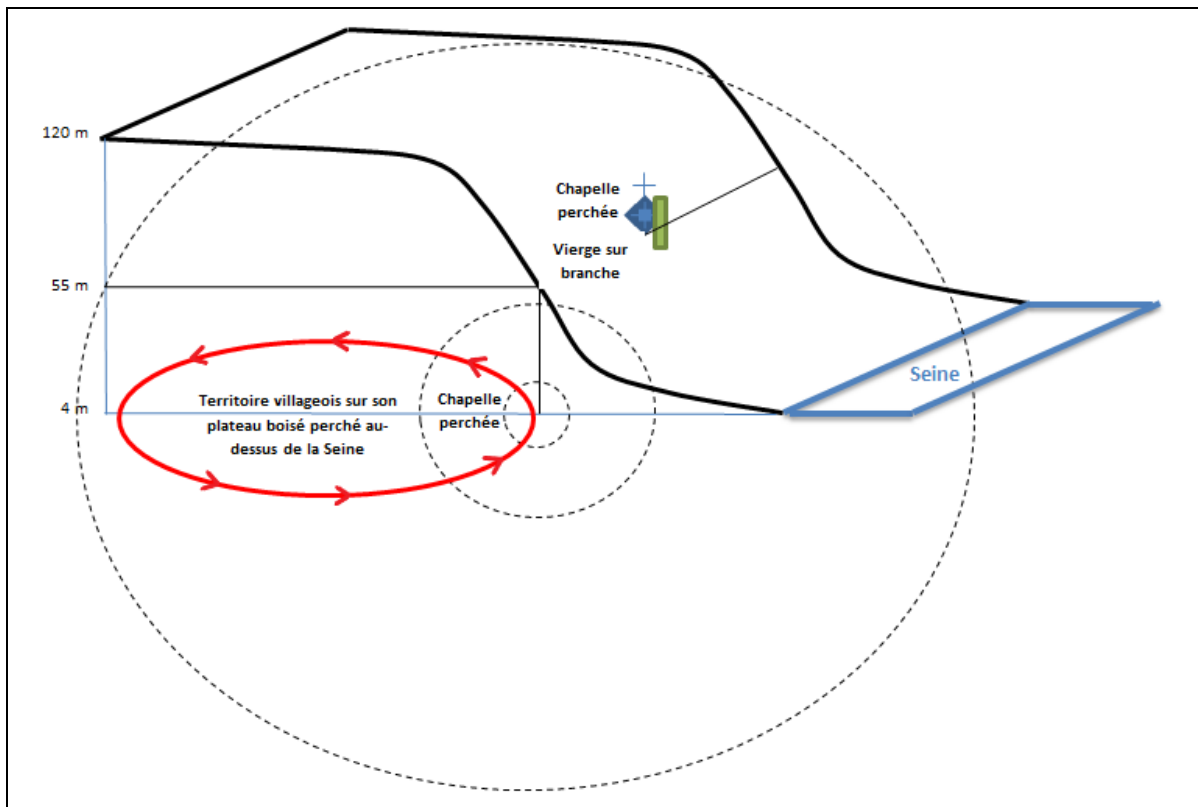 120 m
Chapelle
perchée
Vierge sur
branche
55 m
Seine
4 m
Territoire villageois sur son
plateau boisé perché au-
dessus de la Seine
Chapelle
perchée